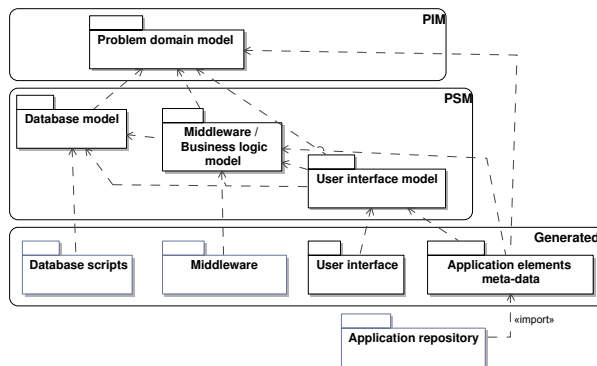 PIM
Problem domain model
PSM
Database model
Middleware /
Business logic
model
User interface model
Generated
Database scripts
Middleware
User interface
Application elements
meta-data
«import»
Application repository